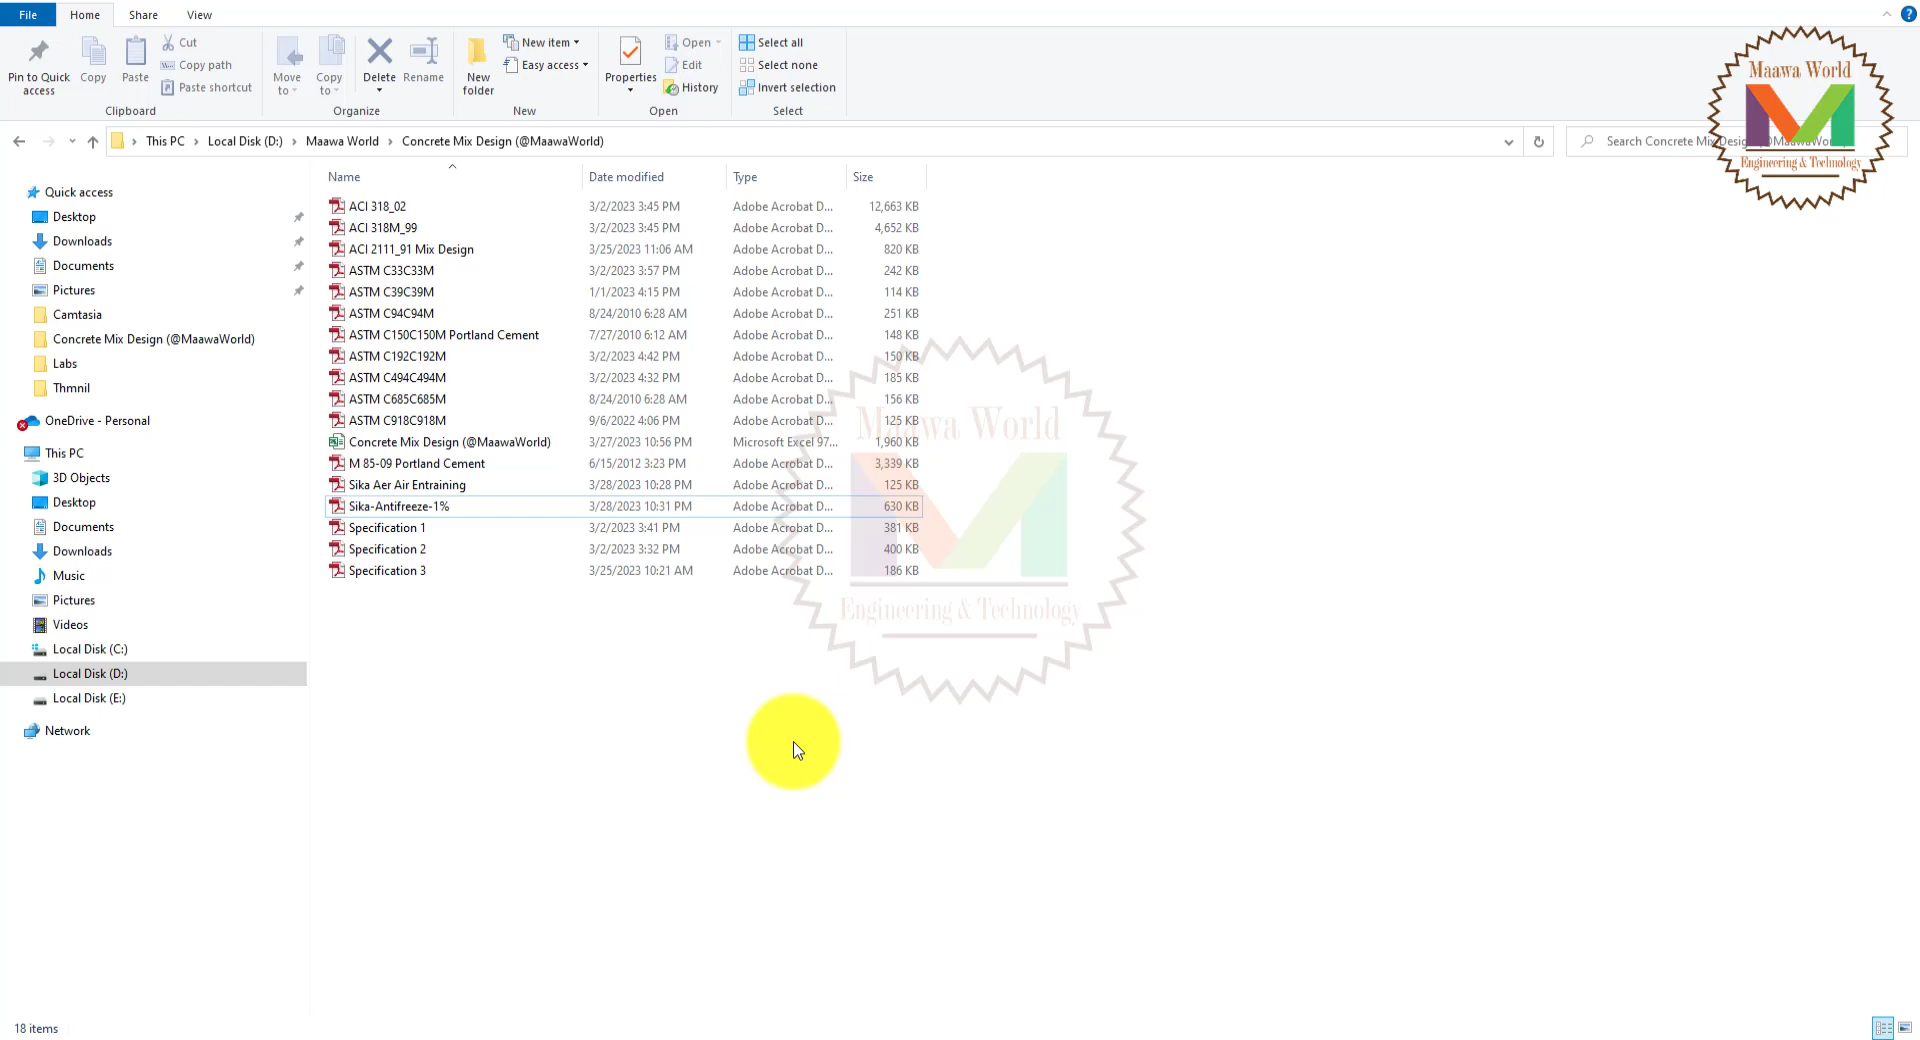 File Home Share View
Pin to Quick access
Copy
Paste
Cut
Copy path
Paste shortcut
Clipboard
Move to
Copy to
Delete
Rename
Organize
New folder
New item
Easy access
New
Properties
Open
Edit
History
Open
Select all
Select none
Invert selection
Select
Maawa World
Engineering & Technology
This PC Local Disk (D:) Maawa World Concrete Mix Design (@MaawaWorld)
Search Concrete Mix Design (@MaawaWor
Quick access
Desktop
Downloads
Documents
Pictures
Camtasia
Concrete Mix Design (@MaawaWorld)
Labs
Thmnil
OneDrive - Personal
This PC
3D Objects
Desktop
Documents
Downloads
Music
Pictures
Videos
Local Disk (C:)
Local Disk (D:)
Local Disk (E:)
Network
Name Date modified Type Size
ACI 318_02 3/2/2023 3:45 PM Adobe Acrobat D... 12,663 KB
ACI 318M_99 3/2/2023 3:45 PM Adobe Acrobat D... 4,652 KB
ACI 2111_91 Mix Design 3/25/2023 11:06 AM Adobe Acrobat D... 820 KB
ASTM C33C33M 3/2/2023 3:57 PM Adobe Acrobat D... 242 KB
ASTM C39C39M 1/1/2023 4:15 PM Adobe Acrobat D... 114 KB
ASTM C94C94M 8/24/2010 6:28 AM Adobe Acrobat D... 251 KB
ASTM C150C150M Portland Cement 7/27/2010 6:12 AM Adobe Acrobat D... 148 KB
ASTM C192C192M 3/2/2023 4:42 PM Adobe Acrobat D... 150 KB
ASTM C494C494M 3/2/2023 4:32 PM Adobe Acrobat D... 185 KB
ASTM C685C685M 8/24/2010 6:28 AM Adobe Acrobat D... 156 KB
ASTM C918C918M 9/6/2022 4:06 PM Adobe Acrobat D... 125 KB
Concrete Mix Design (@MaawaWorld) 3/27/2023 10:56 PM Microsoft Excel 97... 1,960 KB
M 85-09 Portland Cement 6/15/2012 3:23 PM Adobe Acrobat D... 3,339 KB
Sika Aer Air Entraining 3/28/2023 10:28 PM Adobe Acrobat D... 125 KB
Sika-Antifreeze-1% 3/28/2023 10:31 PM Adobe Acrobat D... 630 KB
Specification 1 3/2/2023 3:41 PM Adobe Acrobat D... 381 KB
Specification 2 3/2/2023 3:32 PM Adobe Acrobat D... 400 KB
Specification 3 3/25/2023 10:21 AM Adobe Acrobat D... 186 KB
Maawa World
Engineering & Technology
18 items